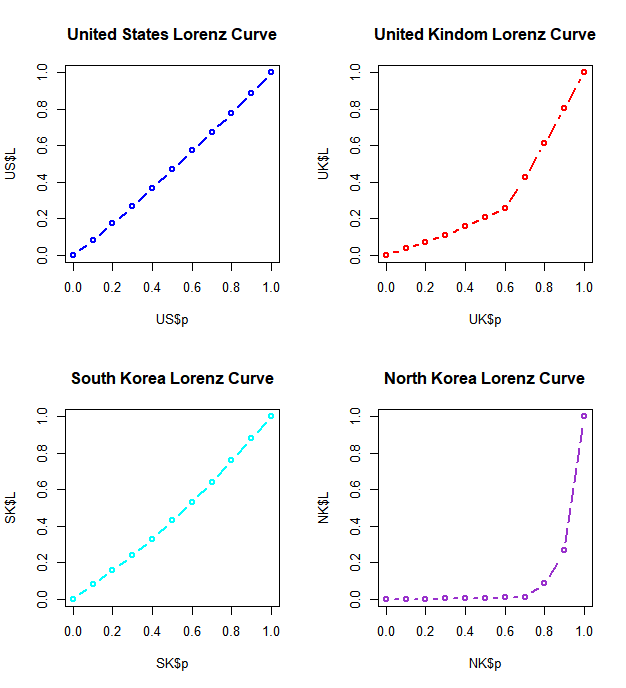 United States Lorenz Curve
US$L
0.0 0.2 0.4 0.6 0.8 1.0
0.0 0.2 0.4 0.6 0.8 1.0
US$p
United Kindom Lorenz Curve
UK$L
0.0 0.2 0.4 0.6 0.8 1.0
0.0 0.2 0.4 0.6 0.8 1.0
UK$p
South Korea Lorenz Curve
SK$L
0.0 0.2 0.4 0.6 0.8 1.0
0.0 0.2 0.4 0.6 0.8 1.0
SK$p
North Korea Lorenz Curve
NK$L
0.0 0.2 0.4 0.6 0.8 1.0
0.0 0.2 0.4 0.6 0.8 1.0
NK$p